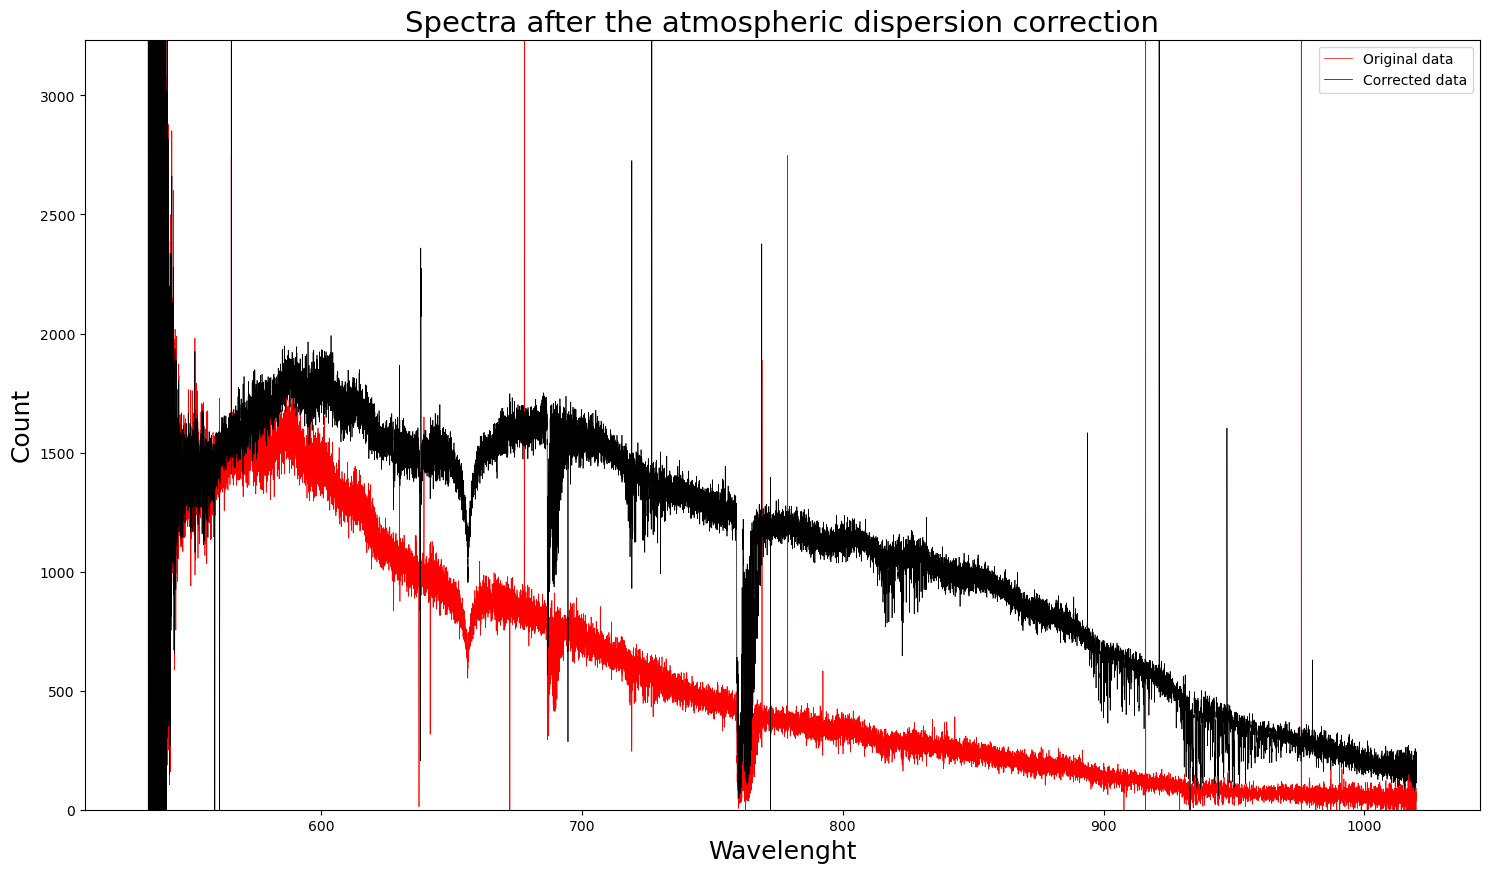 Spectra after the atmospheric dispersion correction
Original data
Corrected data
3000
2500
2000
1500
1000
500
0
Count
600
700
800
900
1000
Wavelenght